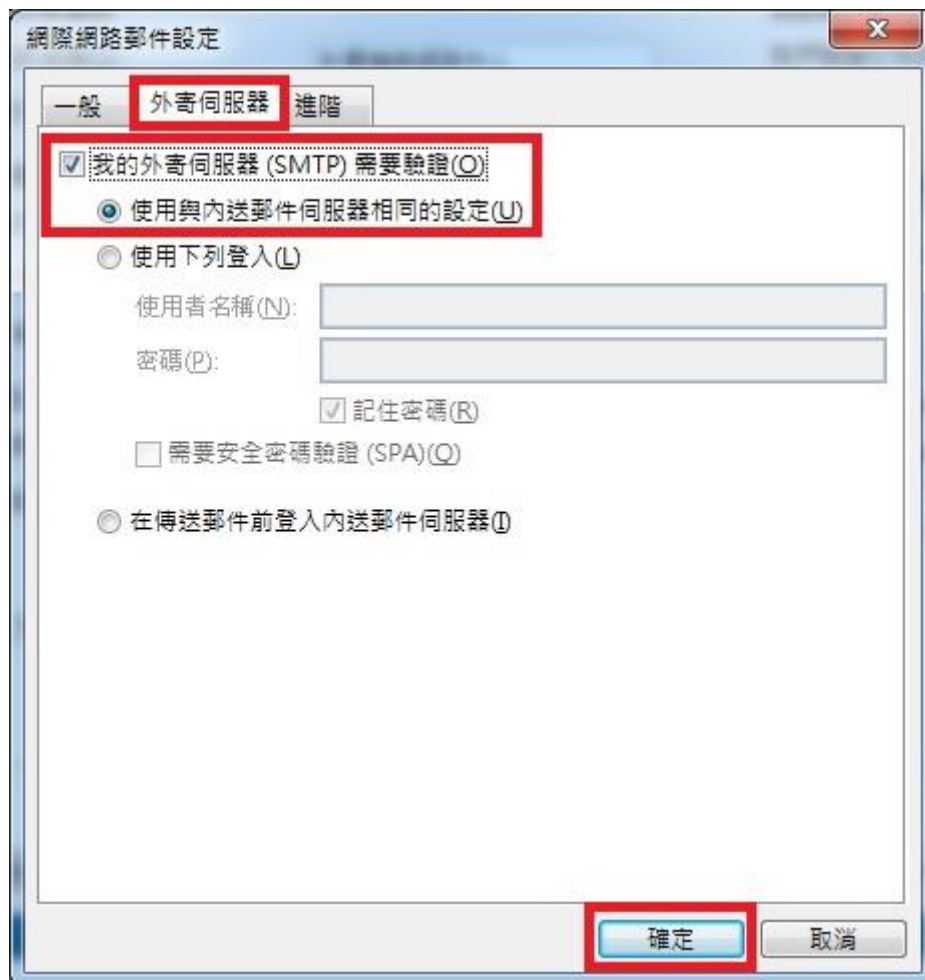 網際網路郵件設定
一般 外寄伺服器 進階
我的外寄伺服器 (SMTP) 需要驗證(O)
使用與內送郵件伺服器相同的設定(U)
使用下列登入(L)
使用者名稱(N):
密碼(P):
記住密碼(R)
需要安全密碼驗證 (SPA)(Q)
在傳送郵件前登入內送郵件伺服器(I)
確定 取消